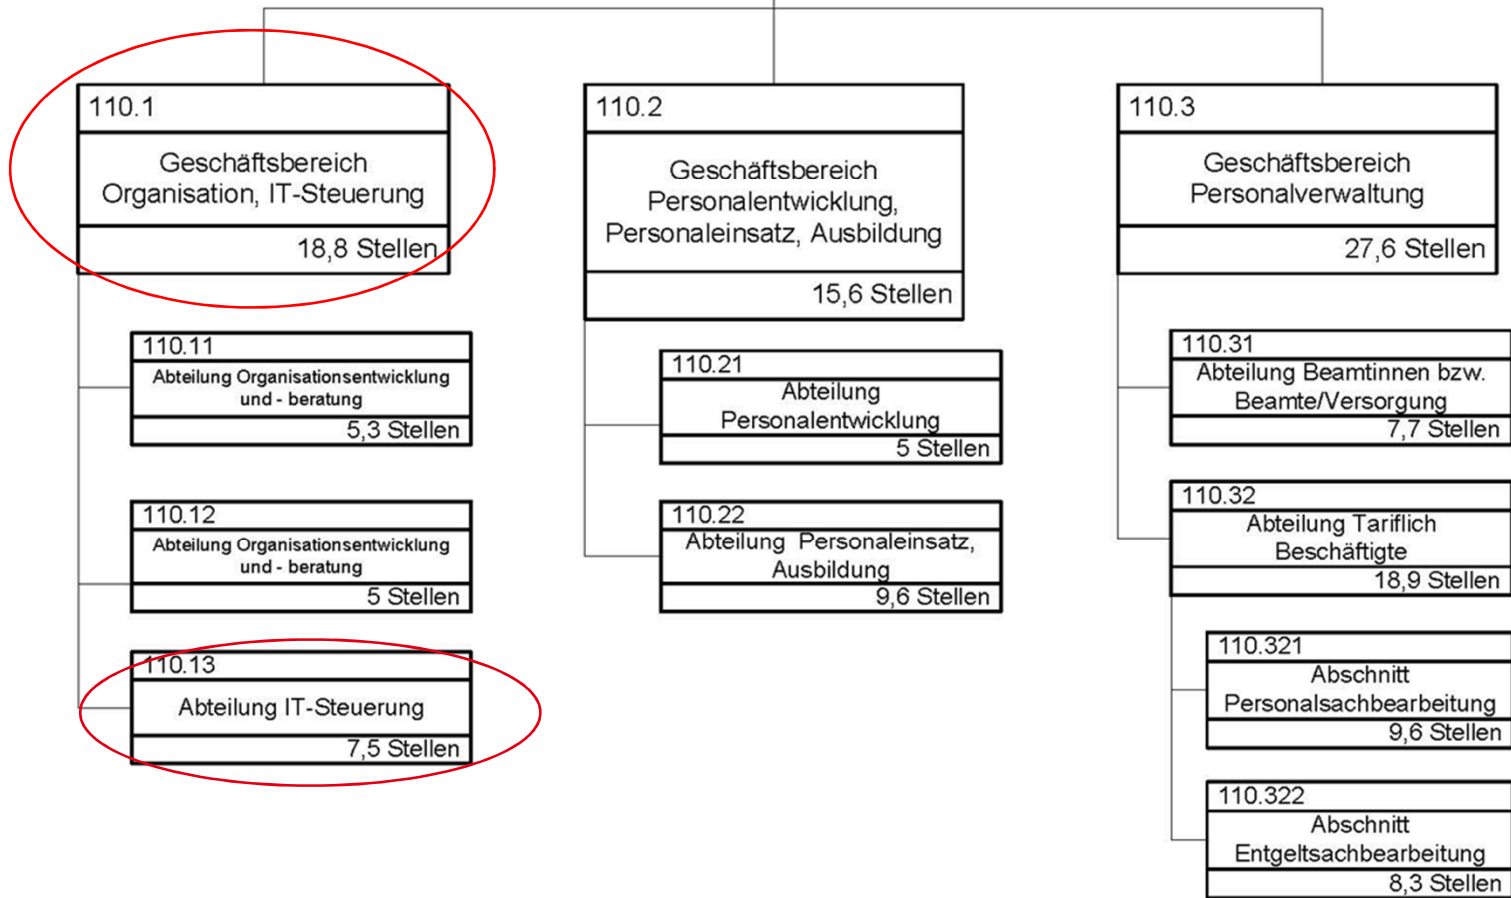 110.1
Geschäftsbereich
Organisation, IT-Steuerung
18,8 Stellen
110.11
Abteilung Organisationsentwicklung
und - beratung
5,3 Stellen
110.12
Abteilung Organisationsentwicklung
und - beratung
5 Stellen
110.13
Abteilung IT-Steuerung
7,5 Stellen
110.2
Geschäftsbereich
Personalentwicklung,
Personaleinsatz, Ausbildung
15,6 Stellen
110.21
Abteilung
Personalentwicklung
5 Stellen
110.22
Abteilung Personaleinsatz,
Ausbildung
9,6 Stellen
110.3
Geschäftsbereich
Personalverwaltung
27,6 Stellen
110.31
Abteilung Beamtinnen bzw.
Beamte/Versorgung
7,7 Stellen
110.32
Abteilung Tariflich
Beschäftigte
18,9 Stellen
110.321
Abschnitt
Personalsachbearbeitung
9,6 Stellen
110.322
Abschnitt
Entgeltsachbearbeitung
8,3 Stellen